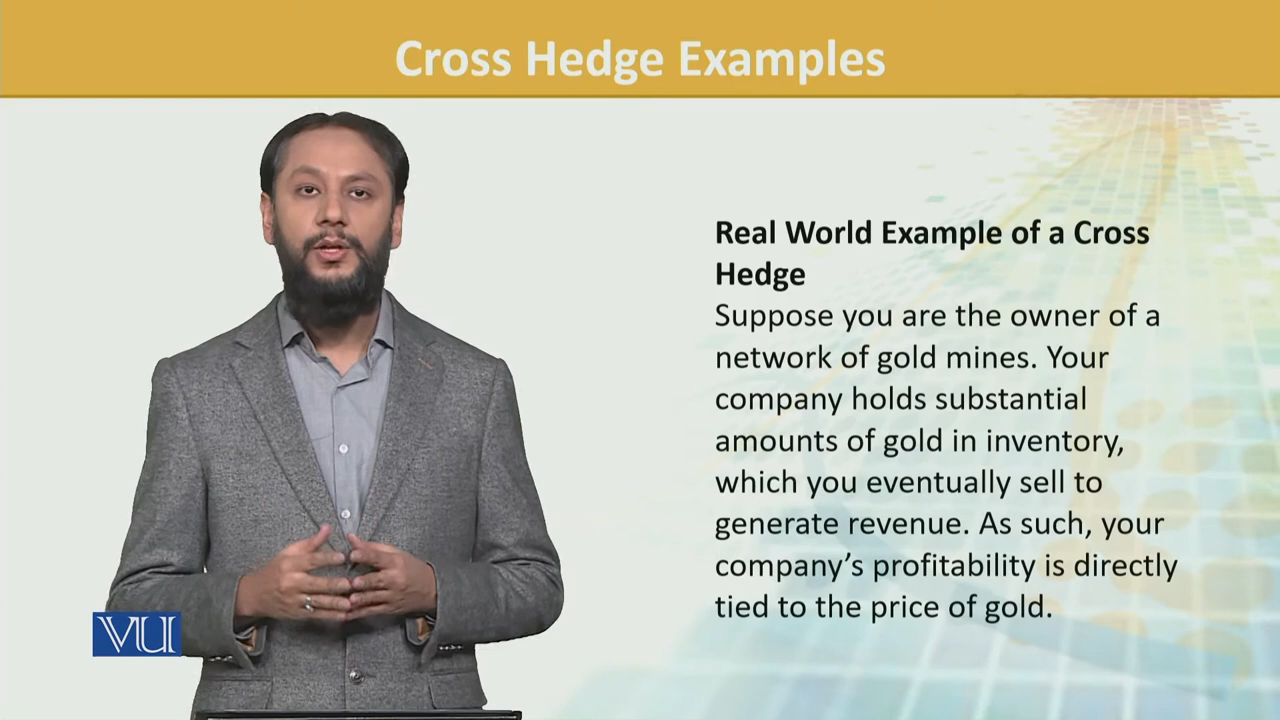 Cross Hedge Examples
Real World Example of a Cross
Hedge
Suppose you are the owner of a
network of gold mines. Your
company holds substantial
amounts of gold in inventory,
which you eventually sell to
generate revenue. As such, your
company’s profitability is directly
tied to the price of gold.
VU